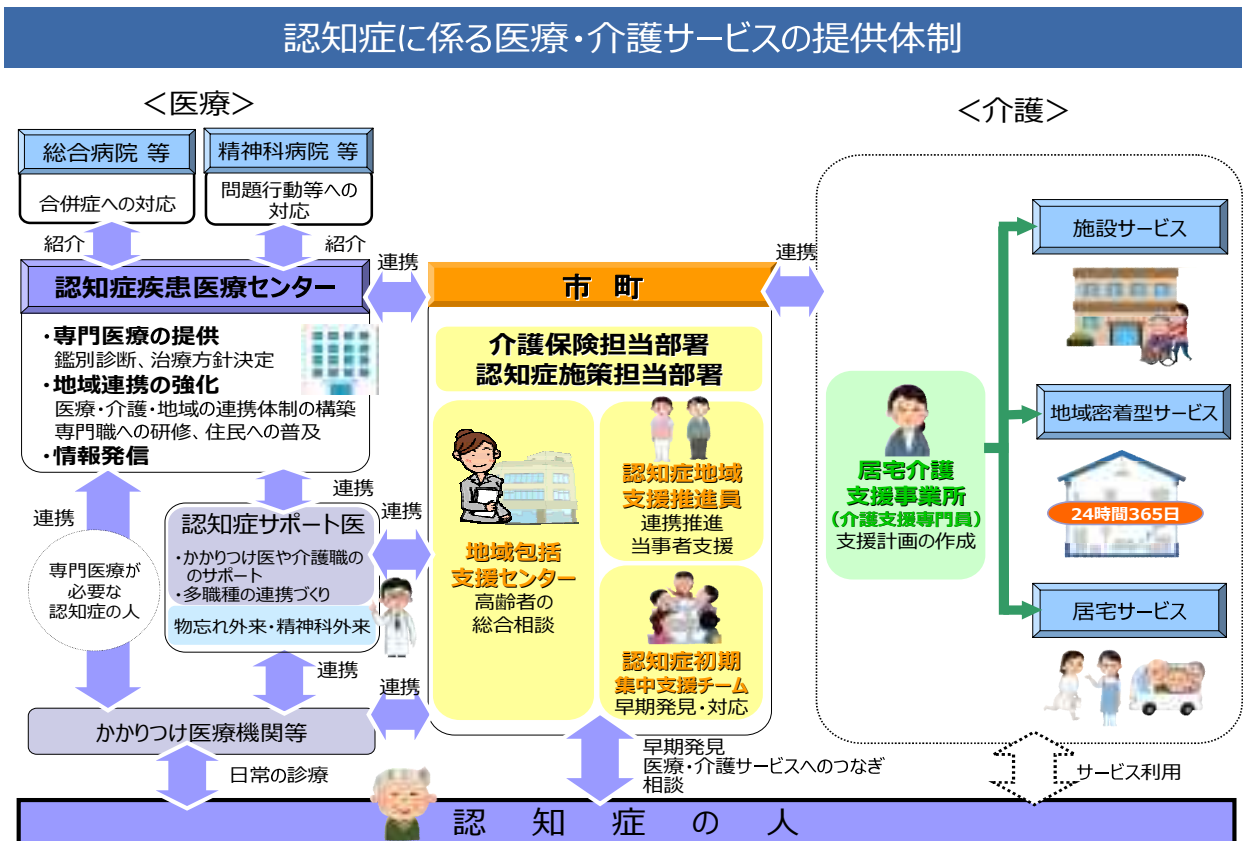 認知症に係る医療・介護サービスの提供体制
＜医療＞
総合病院 等
合併症への対応
精神科病院 等
問題行動等への
対応
紹介
紹介
認知症疾患医療センター
・専門医療の提供
鑑別診断、治療方針決定
・地域連携の強化
医療・介護・地域の連携体制の構築
専門職への研修、住民への普及
・情報発信
連携
連携
専門医療が
必要な
認知症の人
認知症サポート医
・かかりつけ医や介護職の
のサポート
・多職種の連携づくり
物忘れ外来・精神科外来
連携
かかりつけ医療機関等
日常の診療
連携
連携
連携
市 町
介護保険担当部署
認知症施策担当部署
地域包括
支援センター
高齢者の
総合相談
認知症地域
支援推進員
連携推進
当事者支援
認知症初期
集中支援チーム
早期発見・対応
早期発見
医療・介護サービスへのつなぎ
相談
連携
＜介護＞
居宅介護
支援事業所
（介護支援専門員）
支援計画の作成
施設サービス
地域密着型サービス
24時間365日
居宅サービス
サービス利用
認 知 症 の 人